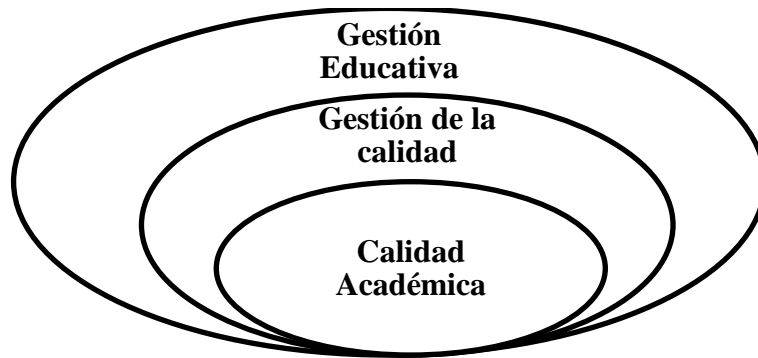 Gestión
Educativa
Gestión de la
calidad
Calidad
Académica